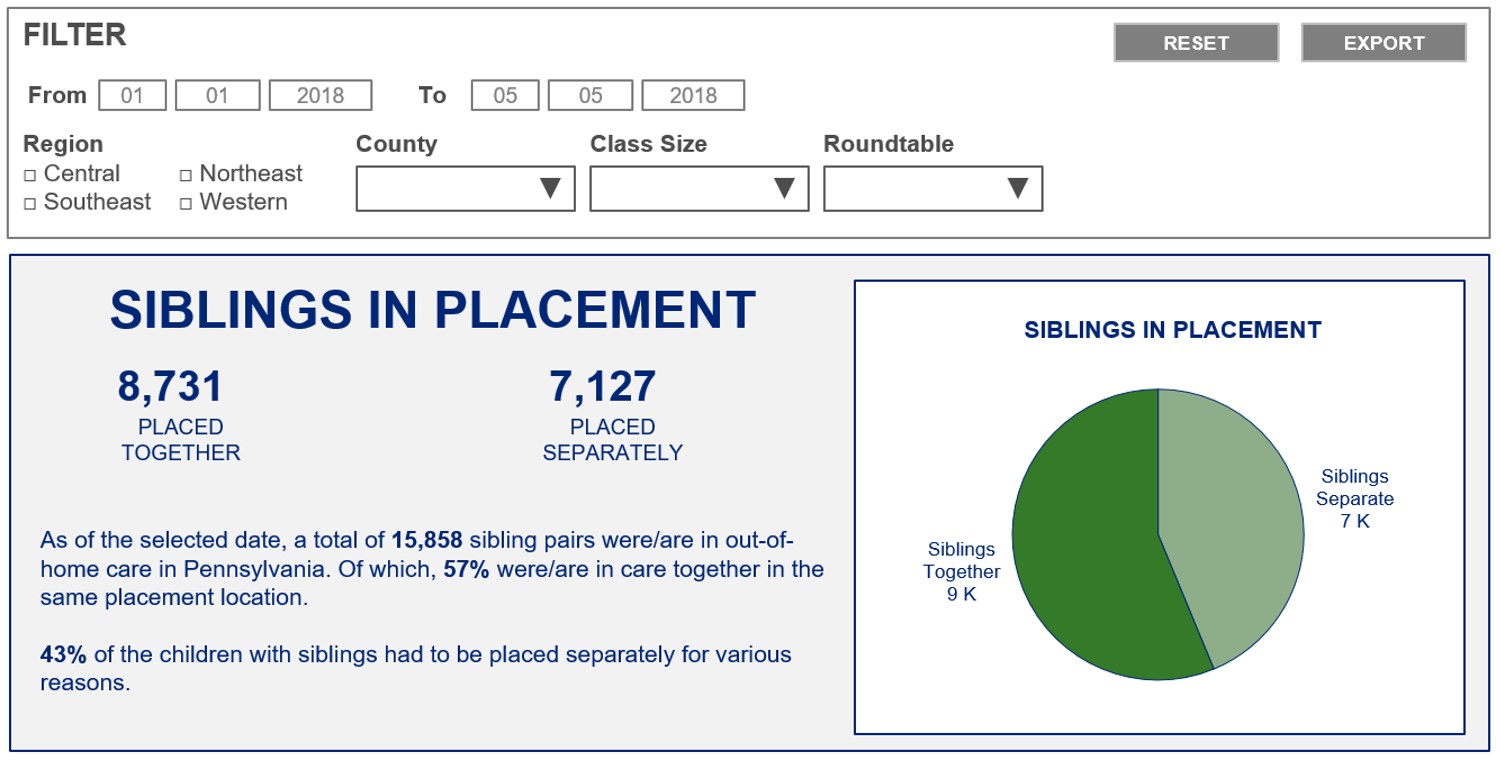 FILTER
RESET
EXPORT
From 01 01 2018 To 05 05 2018
Region
Central
Northeast
Southeast
Western
County
Class Size
Roundtable
SIBLINGS IN PLACEMENT
8,731
PLACED
TOGETHER
7,127
PLACED
SEPARATELY
As of the selected date, a total of 15,858 sibling pairs were/are in out-of-
home care in Pennsylvania. Of which, 57% were/are in care together in the
same placement location.
43% of the children with siblings had to be placed separately for various
reasons.
SIBLINGS IN PLACEMENT
Siblings
Separate
7 K
Siblings
Together
9 K